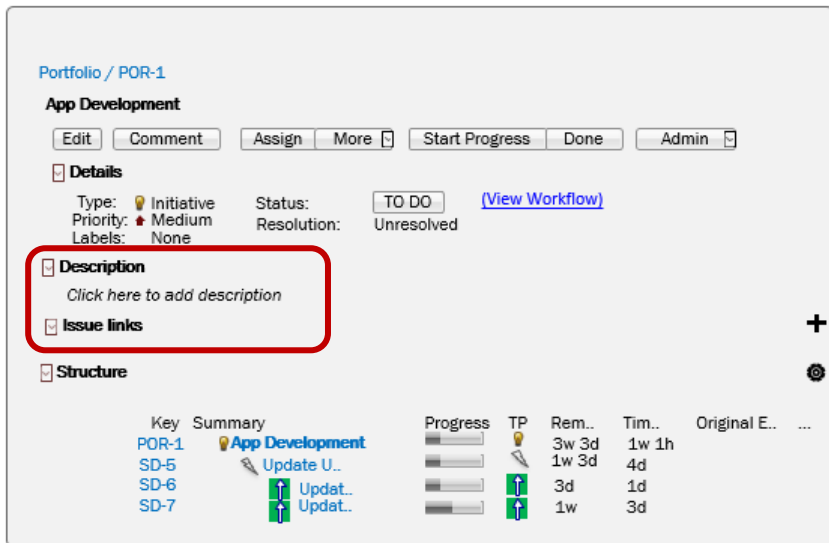 Portfolio / POR-1
App Development
Edit Comment Assign More Start Progress Done Admin
Details
Type: Initiative Status: TO DO (View Workflow)
Priority: Medium Resolution: Unresolved
Labels: None
Description
Click here to add description
Issue links
Structure
Key Summary Progress TP Rem.. Tim.. Original E.. ...
POR-1 App Development 3w 3d 1w 1h
SD-5 Update U.. 1w 3d 4d
SD-6 Updat.. 3d 1d
SD-7 Updat.. 1w 3d